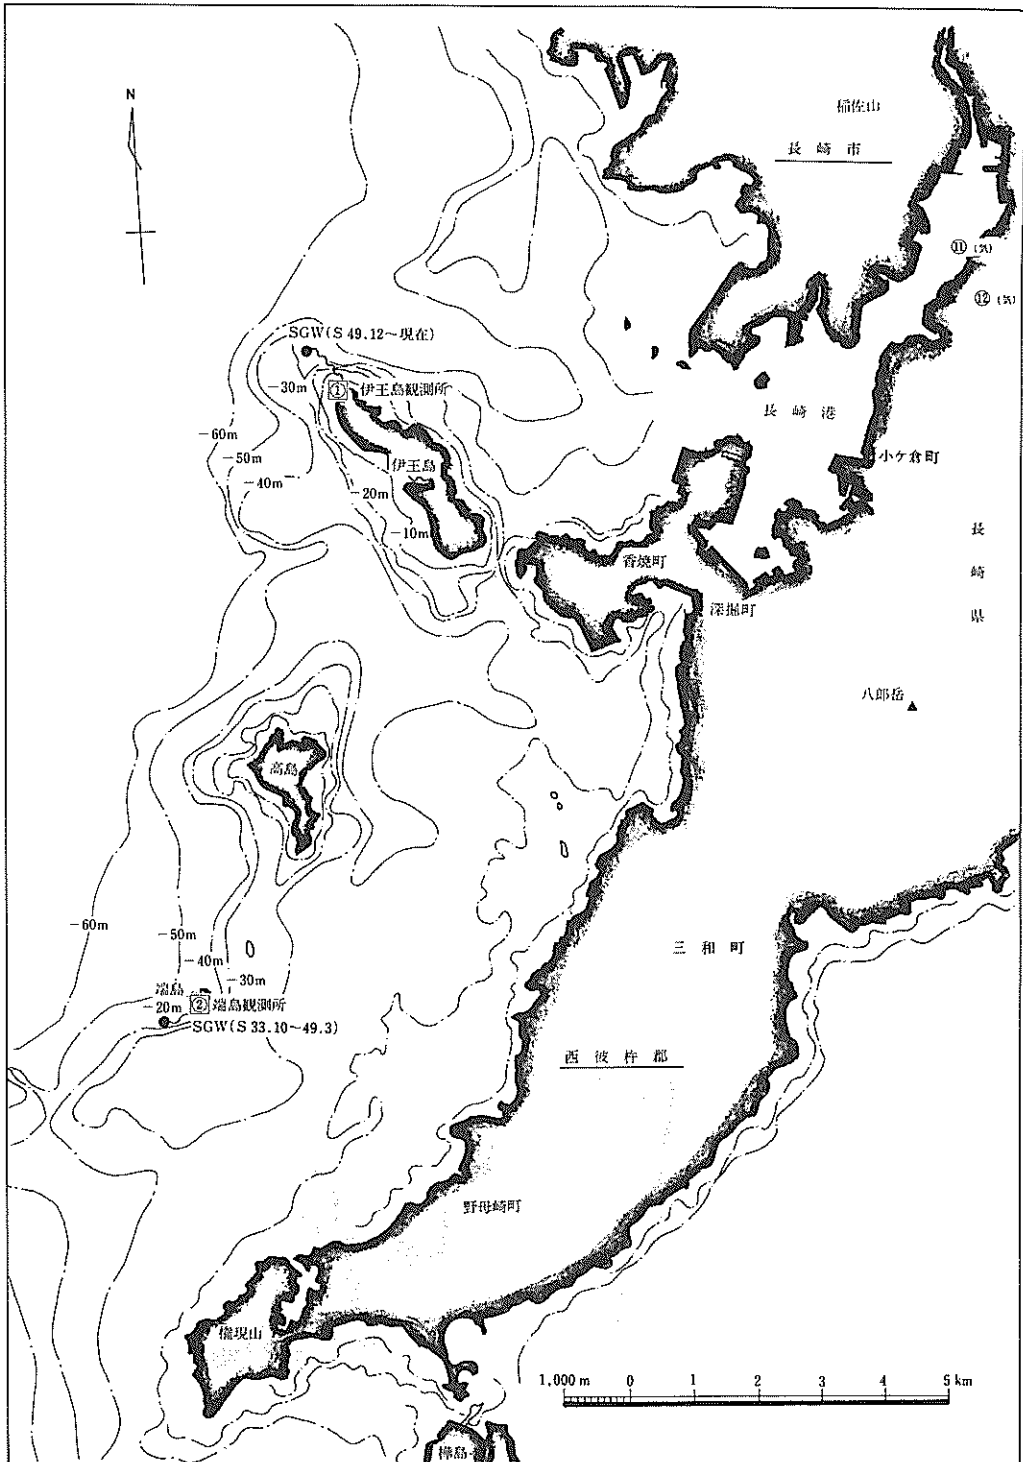 N
稲佐山
長崎市
⑪(気)
⑫(気)
SGW(S 49.12〜現在)
-30m
① 伊王島観測所
長崎港
-60m
-50m
-40m
小ケ倉町
伊王島
-20m
-10m
長崎県
香焼町
深掘町
八郎岳
高島
-60m
-50m
三和町
-40m
-30m
端島
-20m
② 端島観測所
SGW(S 33.10〜49.3)
西彼杵郡
野母崎町
権現山
1,000 m 0 1 2 3 4 5 km
樺島